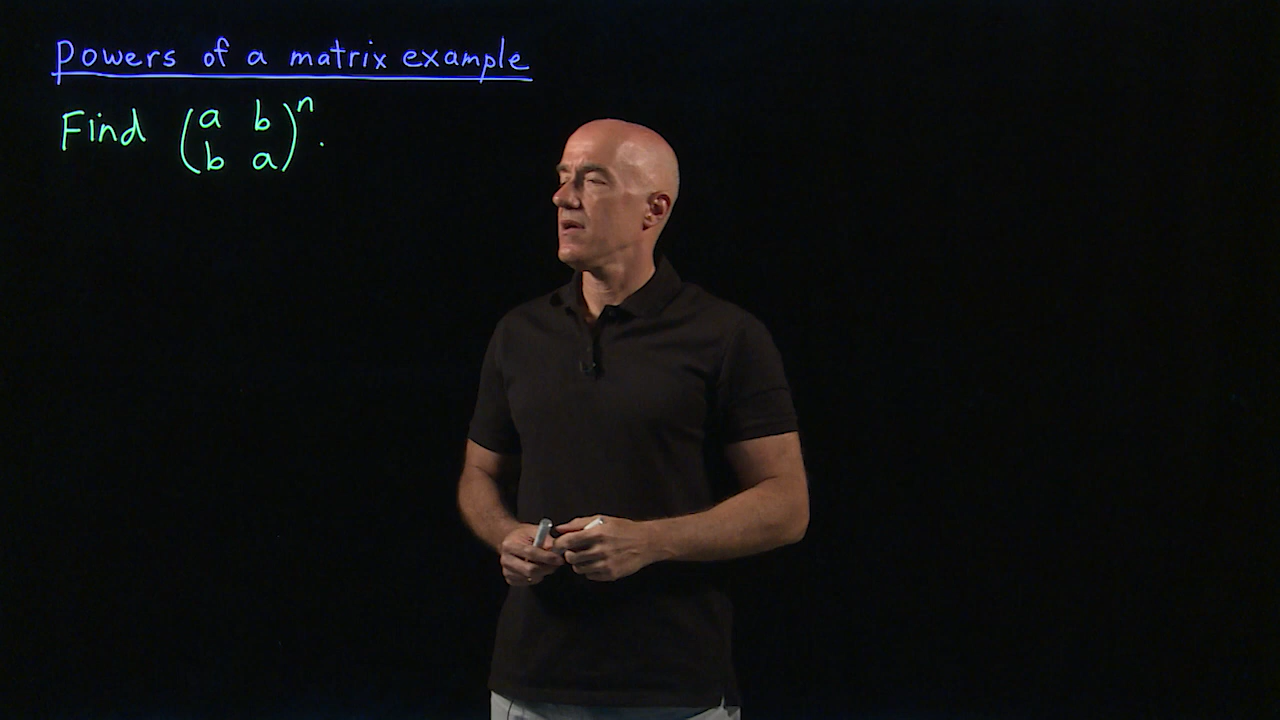 Powers of a matrix example
Find (a b
b a)ⁿ.